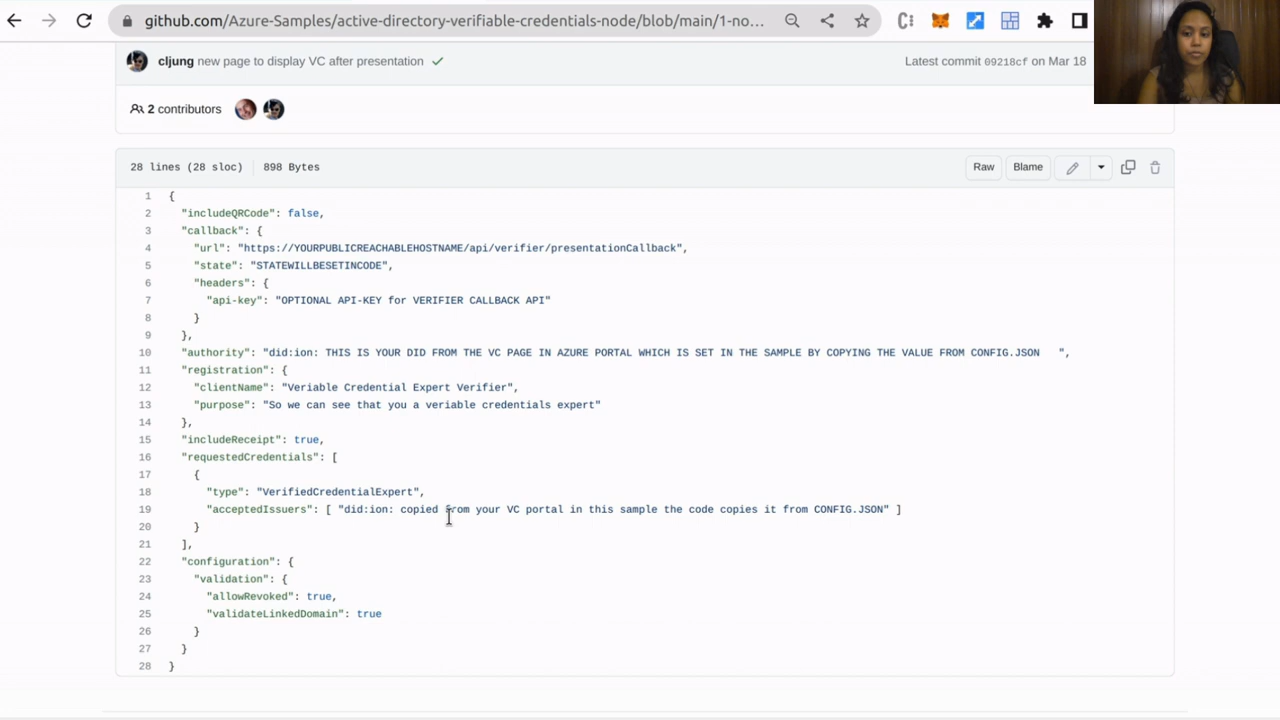 github.com/Azure-Samples/active-directory-verifiable-credentials-node/blob/main/1-no...
cljung new page to display VC after presentation
Latest commit 09218cf on Mar 18
2 contributors
28 lines (28 sloc) 898 Bytes
Raw Blame
1 {
2 "includeQRCode": false,
3 "callback": {
4 "url": "https://YOURPUBLICREACHABLEHOSTNAME/api/verifier/presentationCallback",
5 "state": "STATEWILLBESETINCODE",
6 "headers": {
7 "api-key": "OPTIONAL API-KEY for VERIFIER CALLBACK API"
8 }
9 },
10 "authority": "did:ion: THIS IS YOUR DID FROM THE VC PAGE IN AZURE PORTAL WHICH IS SET IN THE SAMPLE BY COPYING THE VALUE FROM CONFIG.JSON ",
11 "registration": {
12 "clientName": "Veriable Credential Expert Verifier",
13 "purpose": "So we can see that you a veriable credentials expert"
14 },
15 "includeReceipt": true,
16 "requestedCredentials": [
17 {
18 "type": "VerifiedCredentialExpert",
19 "acceptedIssuers": [ "did:ion: copied from your VC portal in this sample the code copies it from CONFIG.JSON" ]
20 }
21 ],
22 "configuration": {
23 "validation": {
24 "allowRevoked": true,
25 "validateLinkedDomain": true
26 }
27 }
28 }